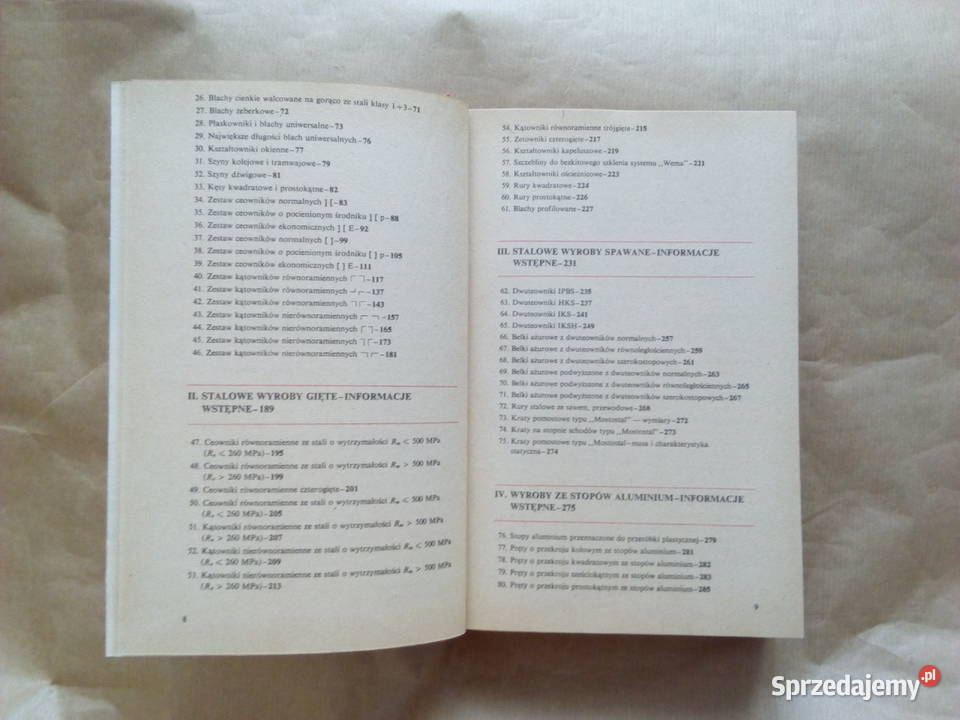 26. Blachy cienkie walcowane na gorąco ze stali klasy 1÷3–71
27. Blachy żeberkowe–72
28. Płaskowniki i blachy uniwersalne–73
29. Największe długości blach uniwersalnych–76
30. Kształtowniki okienne–77
31. Szyny kolejowe i tramwajowe–79
32. Szyny dźwigowe–81
33. Kęsy kwadratowe i prostokątne–82
34. Zestaw ceowników normalnych ] [–83
35. Zestaw ceowników o pocienionym środniku ] [ p–88
36. Zestaw ceowników ekonomicznych ] [ E–92
37. Zestaw ceowników normalnych [ ]–99
38. Zestaw ceowników o pocienionym środniku [ ] p–105
39. Zestaw ceowników ekonomicznych [ ] E–111
40. Zestaw kątowników równoramiennych ┌ ┐–117
41. Zestaw kątowników równoramiennych ┘┌–137
42. Zestaw kątowników równoramiennych ┐┌–143
43. Zestaw kątowników nierównoramiennych ┌ ┐–157
44. Zestaw kątowników nierównoramiennych ┌ ┐–165
45. Zestaw kątowników nierównoramiennych ┐┌–173
46. Zestaw kątowników nierównoramiennych ┐┌–181
II. STALOWE WYROBY GIĘTE–INFORMACJE
WSTĘPNE–189
47. Ceowniki równoramienne ze stali o wytrzymałości Rm < 500 MPa
(Re < 260 MPa)–195
48. Ceowniki równoramienne ze stali o wytrzymałości Rm > 500 MPa
(Re > 260 MPa)–199
49. Ceowniki równoramienne czterogięte–201
50. Ceowniki równoramienne ze stali o wytrzymałości Rm < 500 MPa
(Re < 260 MPa)–205
51. Kątowniki równoramienne ze stali o wytrzymałości Rm > 500 MPa
(Re > 260 MPa)–207
52. Kątowniki nierównoramienne ze stali o wytrzymałości Rm < 500 MPa
(Re < 260 MPa)–209
53. Kątowniki nierównoramienne ze stali o wytrzymałości Rm > 500 MPa
(Re > 260 MPa)–213
8
54. Kątowniki równoramienne trójgięte–215
55. Zetowniki czterogięte–217
56. Kształtowniki kapeluszowe–219
57. Szczebliny do bezkitowego szklenia systemu „Wema”–221
58. Kształtowniki ościeżnicowe–223
59. Rury kwadratowe–224
60. Rury prostokątne–226
61. Blachy profilowane–227
III. STALOWE WYROBY SPAWANE–INFORMACJE
WSTĘPNE–231
62. Dwuteowniki IPBS–235
63. Dwuteowniki HKS–237
64. Dwuteowniki IKS–241
65. Dwuteowniki IKSH–249
66. Belki ażurowe z dwuteowników normalnych–257
67. Belki ażurowe z dwuteowników równoległościennych–259
68. Belki ażurowe z dwuteowników szerokostopowych–261
69. Belki ażurowe podwyższone z dwuteowników normalnych–263
70. Belki ażurowe podwyższone z dwuteowników równoległościennych–265
71. Belki ażurowe podwyższone z dwuteowników szerokostopowych–267
72. Rury stalowe ze szwem, przewodowe–268
73. Kraty pomostowe typu „Mostostal” — wymiary–272
74. Kraty na stopnie schodów typu „Mostostal”–273
75. Kraty pomostowe typu „Mostostal–masa i charakterystyka
statyczna–274
IV. WYROBY ZE STOPÓW ALUMINIUM–INFORMACJE
WSTĘPNE–275
76. Stopy aluminium przeznaczone do przeróbki plastycznej–279
77. Pręty o przekroju kołowym ze stopów aluminium–281
78. Pręty o przekroju kwadratowym ze stopów aluminium–282
79. Pręty o przekroju sześciokątnym ze stopów aluminium–283
80. Pręty o przekroju prostokątnym ze stopów aluminium–285
9
Sprzedajemy.pl